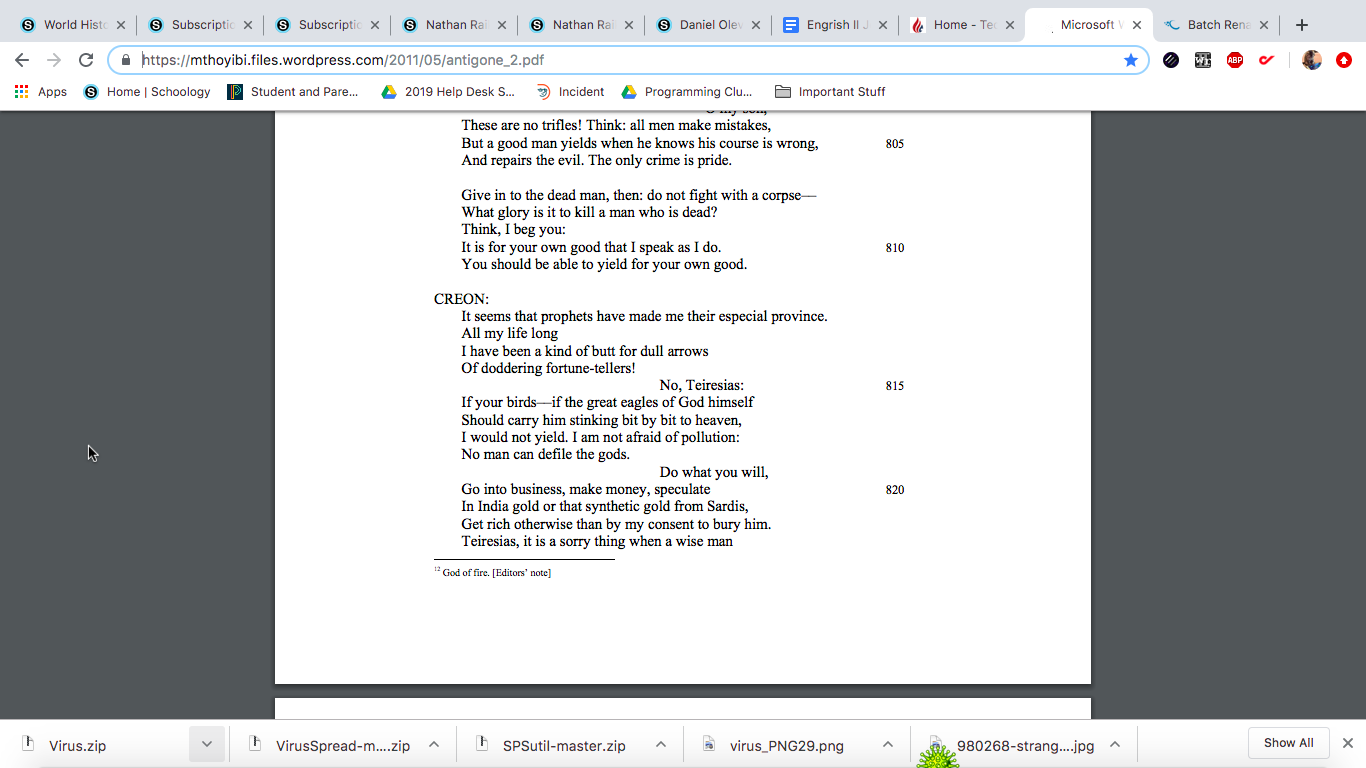 World Histo
Subscriptio
Subscriptio
Nathan Rai
Nathan Rai
Daniel Olev
Engrish II J
Home - Tec
Microsoft W
Batch Rena
https://mthoyibi.files.wordpress.com/2011/05/antigone_2.pdf
ABP
Apps
Home | Schoology
Student and Pare...
2019 Help Desk S...
Incident
Programming Clu...
Important Stuff
O my son,
These are no trifles! Think: all men make mistakes,
But a good man yields when he knows his course is wrong, 805
And repairs the evil. The only crime is pride.
Give in to the dead man, then: do not fight with a corpse—
What glory is it to kill a man who is dead?
Think, I beg you:
It is for your own good that I speak as I do. 810
You should be able to yield for your own good.
CREON:
It seems that prophets have made me their especial province.
All my life long
I have been a kind of butt for dull arrows
Of doddering fortune-tellers!
No, Teiresias: 815
If your birds—if the great eagles of God himself
Should carry him stinking bit by bit to heaven,
I would not yield. I am not afraid of pollution:
No man can defile the gods.
Do what you will,
Go into business, make money, speculate 820
In India gold or that synthetic gold from Sardis,
Get rich otherwise than by my consent to bury him.
Teiresias, it is a sorry thing when a wise man
12 God of fire. [Editors' note]
Virus.zip
VirusSpread-m....zip
SPSutil-master.zip
virus_PNG29.png
980268-strang....jpg
Show All